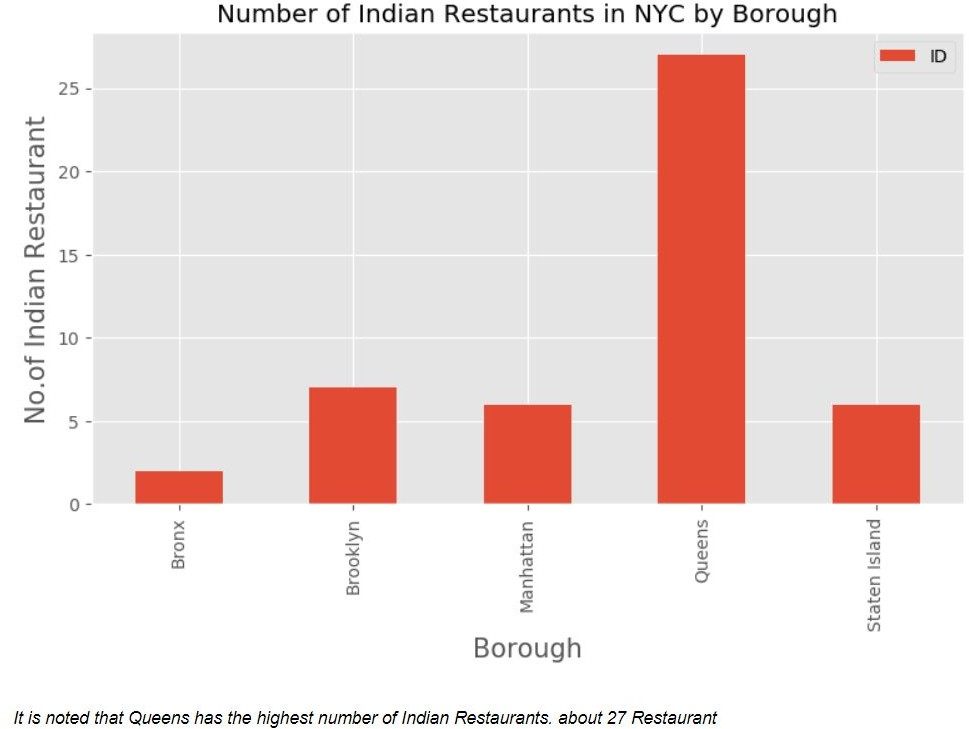 Number of Indian Restaurants in NYC by Borough
ID
No.of Indian Restaurant
25
20
15
10
5
0
Bronx
Brooklyn
Manhattan
Queens
Staten Island
Borough
It is noted that Queens has the highest number of Indian Restaurants. about 27 Restaurant